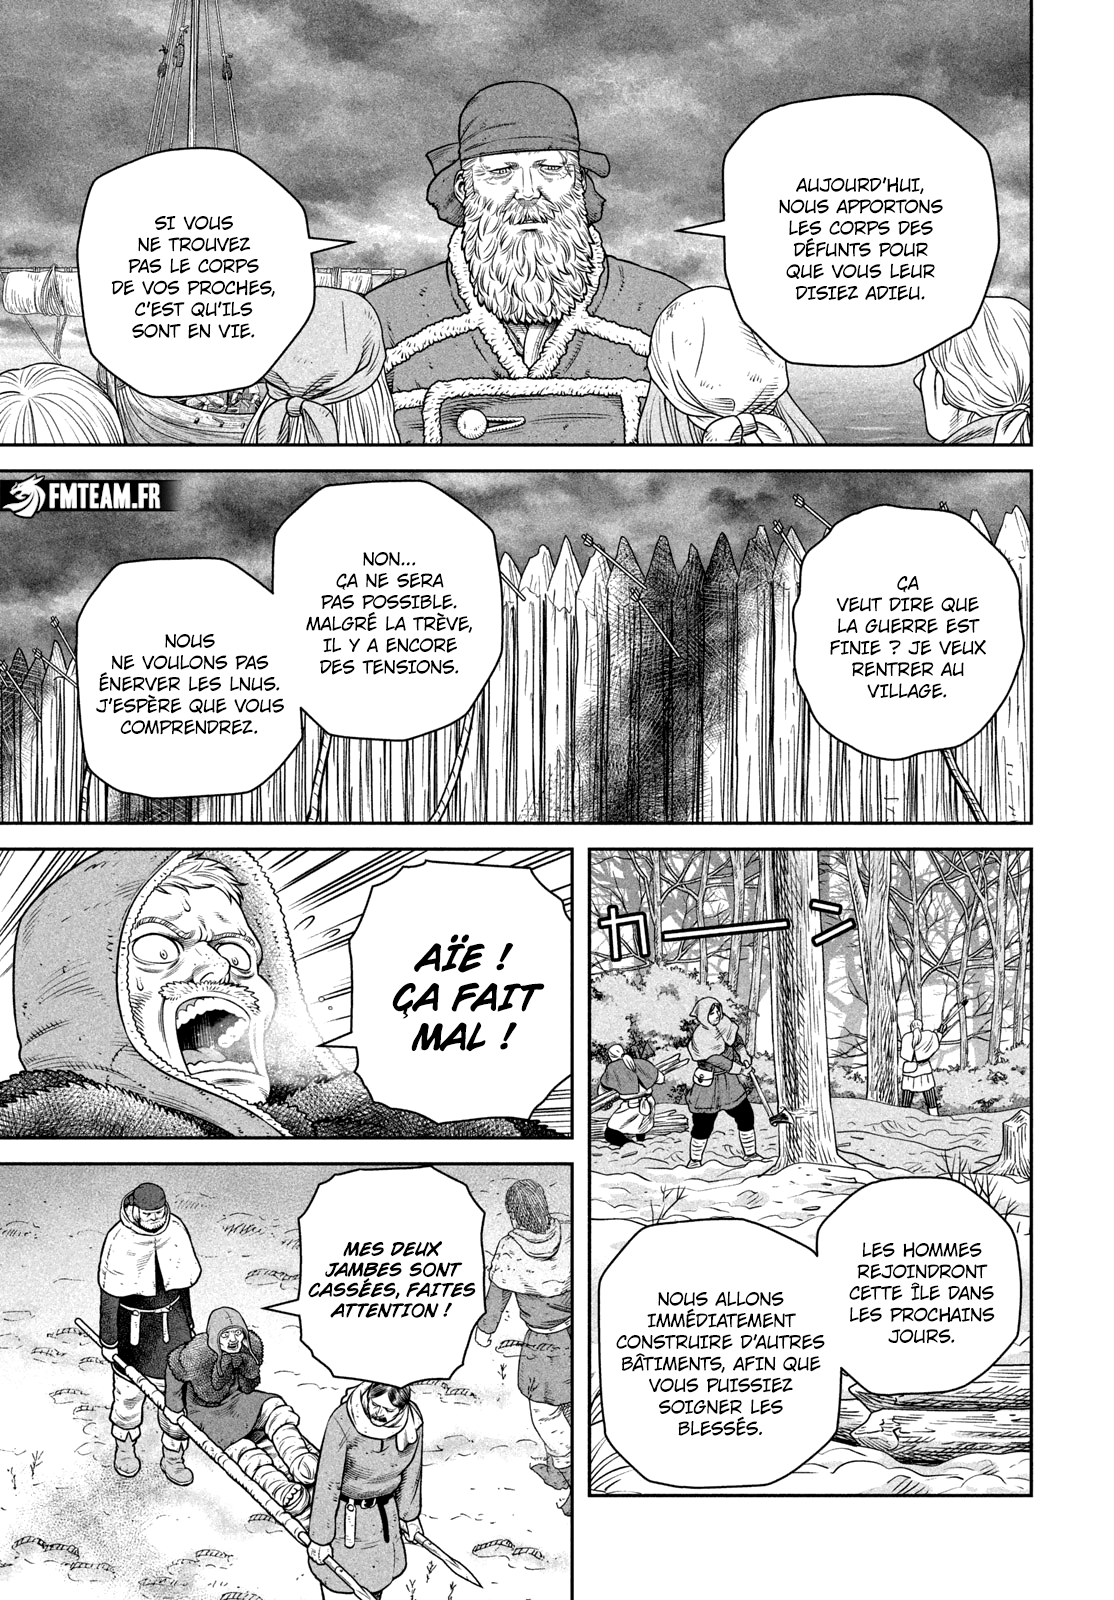 AUJOURD'HUI,
NOUS APPORTONS
LES CORPS DES
DÉFUNTS POUR
QUE VOUS LEUR
DISIEZ ADIEU.
SI VOUS
NE TROUVEZ
PAS LE CORPS
DE VOS PROCHES,
C'EST QU'ILS
SONT EN VIE.
FMTEAM.FR
ÇA
VEUT DIRE QUE
LA GUERRE EST
FINIE ? JE VEUX
RENTRER AU
VILLAGE.
NON...
ÇA NE SERA
PAS POSSIBLE.
MALGRÉ LA TRÈVE,
IL Y A ENCORE
DES TENSIONS.
NOUS
NE VOULONS PAS
ÉNERVER LES LNUS.
J'ESPÈRE QUE VOUS
COMPRENDREZ.
カーン
LES HOMMES
REJOINDRONT
CETTE ÎLE DANS
LES PROCHAINS
JOURS.
NOUS ALLONS
IMMÉDIATEMENT
CONSTRUIRE D'AUTRES
BÂTIMENTS, AFIN QUE
VOUS PUISSIEZ
SOIGNER LES
BLESSÉS.
AÏE !
ÇA FAIT
MAL !
MES DEUX
JAMBES SONT
CASSÉES, FAITES
ATTENTION !